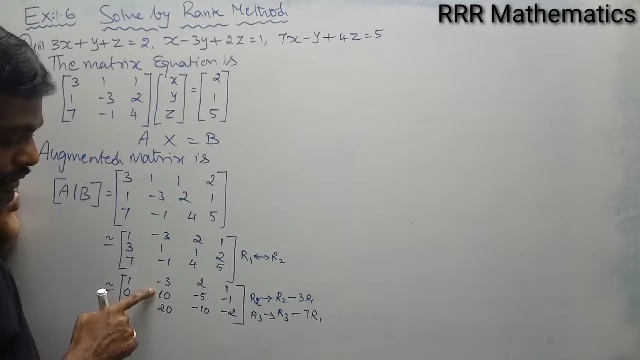 RRR Mathematics
Ex:1.6 Solve by Rank Method
(ii) 3x+y+z=2, x-3y+2z=1, 7x-y+4z=5
The matrix Equation is
[3 1 1] [x] = [2]
[1 -3 2] [y] [1]
[7 -1 4] [z] [5]
A X = B
Augmented matrix is
[A|B] = [3 1 1 2]
[1 -3 2 1]
[7 -1 4 5]
≃ [1 -3 2 1]
[3 1 1 2] R₁↔R₂
[7 -1 4 5]
≃ [1 -3 2 1]
[0 10 -5 -1] R₂→R₂-3R₁
20 -10 -2] R₃→R₃-7R₁